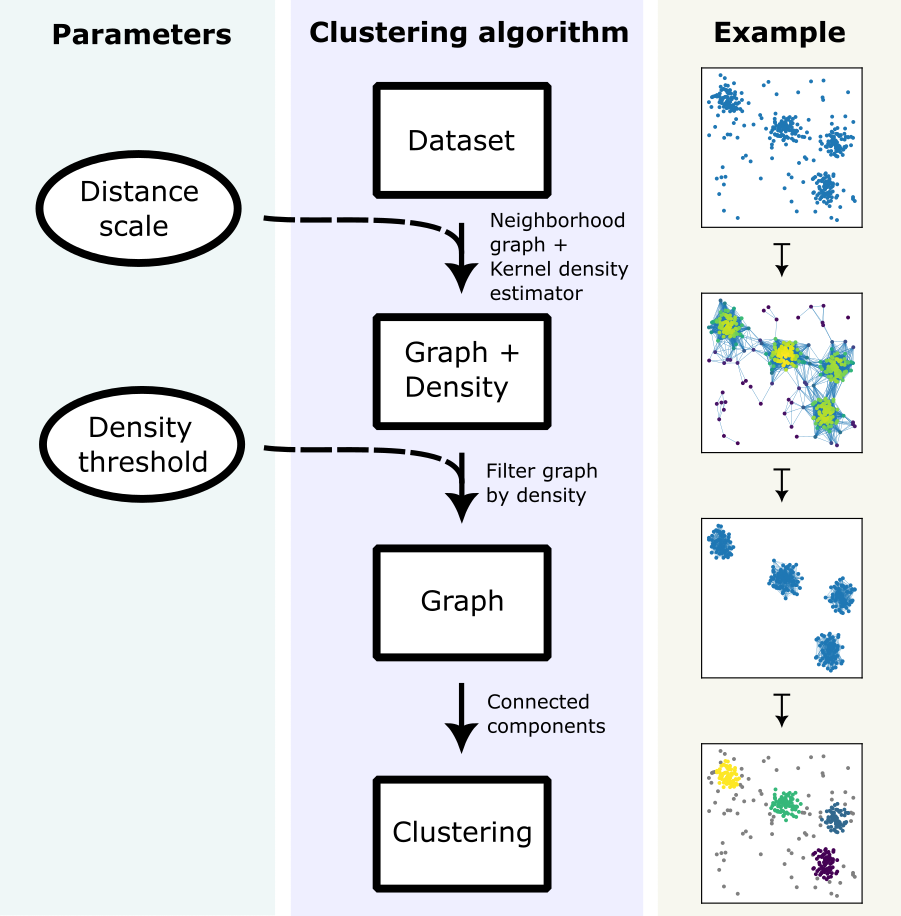 Parameters
Clustering algorithm
Example
Dataset
Distance
scale
Neighborhood
graph +
Kernel density
estimator
Graph +
Density
Density
threshold
Filter graph
by density
Graph
Connected
components
Clustering